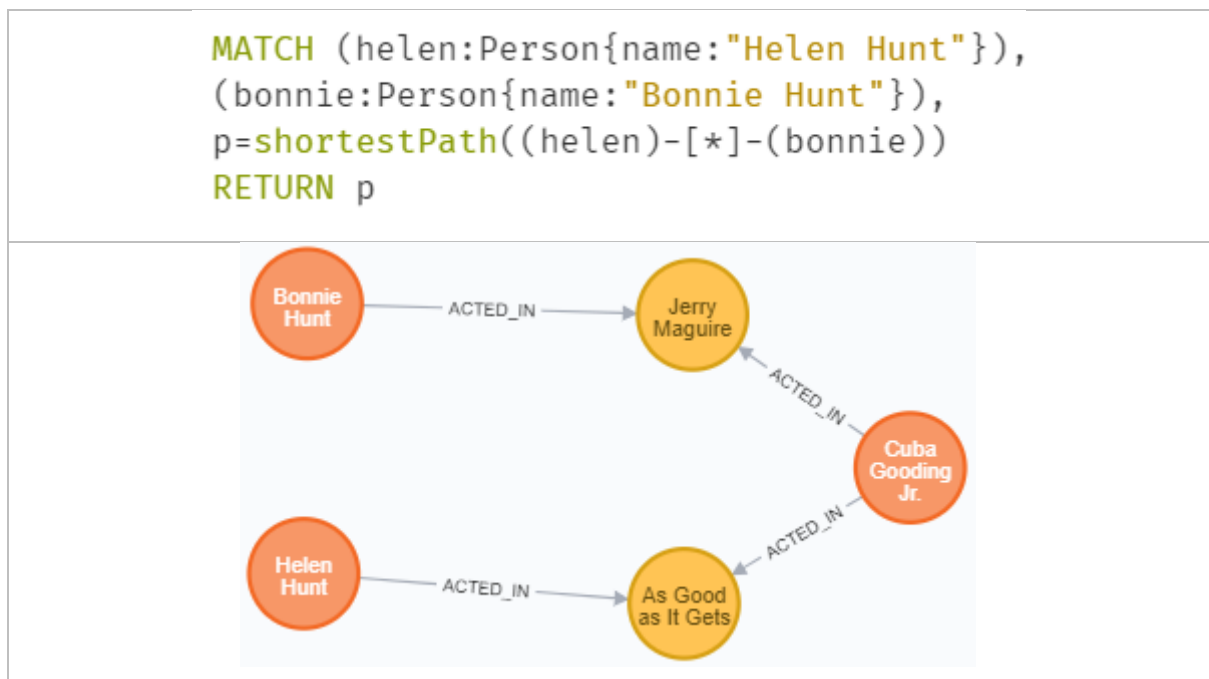 MATCH (helen:Person{name:"Helen Hunt"}),
(bonnie:Person{name:"Bonnie Hunt"}),
p=shortestPath((helen)-[*]-(bonnie))
RETURN p
Bonnie
Hunt
ACTED_IN
Jerry
Maguire
ACTED_IN
Cuba
Gooding
Jr.
ACTED_IN
Helen
Hunt
ACTED_IN
As Good
as It Gets